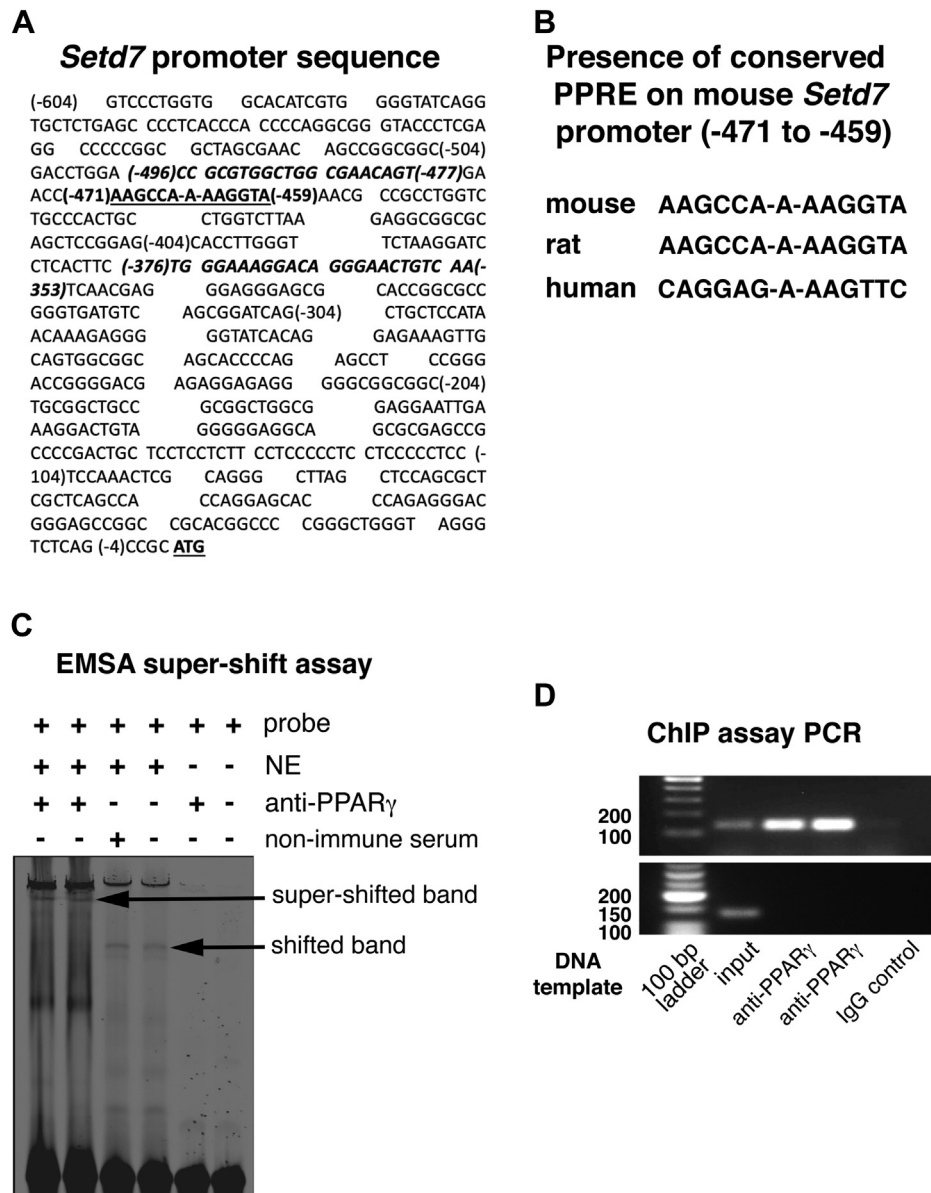 A
Setd7 promoter sequence
(-604) GTCCCTGGTG GCACATCGTG GGGTATCAGG
TGCTCTGAGC CCCTCACCCA CCCCAGGCGG GTACCCTCGA
GG CCCCCGGC GCTAGCGAAC AGCCGGCGGC(-504)
GACCTGGA (-496)CC GCGTGGCTGG CGAACAGT(-477)GA
ACC(-471)AAGCCA-A-AAGGTA(-459)AACG CCGCCTGGTC
TGCCCACTGC CTGGTCTTAA GAGGCGGCGC
AGCTCCGGAG(-404)CACCTTGGGT TCTAAGGATC
CTCACTTC (-376)TG GGAAAGGACA GGGAACTGTC AA(-
353)TCAACGAG GGAGGGAGCG CACCGGCGCC
GGGTGATGTC AGCGGATCAG(-304) CTGCTCCATA
ACAAAGAGGG GGTATCACAG GAGAAAGTTG
CAGTGGCGGC AGCACCCCAG AGCCT CCGGG
ACCGGGGACG AGAGGAGAGG GGGCGGCGGC(-204)
TGCGGCTGCC GCGGCTGGCG GAGGAATTGA
AAGGACTGTA GGGGGAGGCA GCGCGAGCCG
CCCCGACTGC TCCTCCTCTT CCTCCCCCTC CTCCCCCTCC (-
104)TCCAAACTCG CAGGG CTTAG CTCCAGCGCT
CGCTCAGCCA CCAGGAGCAC CCAGAGGGAC
GGGAGCCGGC CGCACGGCCC CGGGCTGGGT AGGG
TCTCAG (-4)CCGC ATG
B
Presence of conserved
PPRE on mouse Setd7
promoter (-471 to -459)
mouse AAGCCA-A-AAGGTA
rat AAGCCA-A-AAGGTA
human CAGGAG-A-AAGTTC
C
EMSA super-shift assay
+ + + + + + probe
+ + + + - - NE
+ + - - + - anti-PPARγ
- - + - - - non-immune serum
super-shifted band
shifted band
D
ChIP assay PCR
200
100
200
150
100
DNA
template
100 bp
ladder
input
anti-PPARγ
anti-PPARγ
IgG control